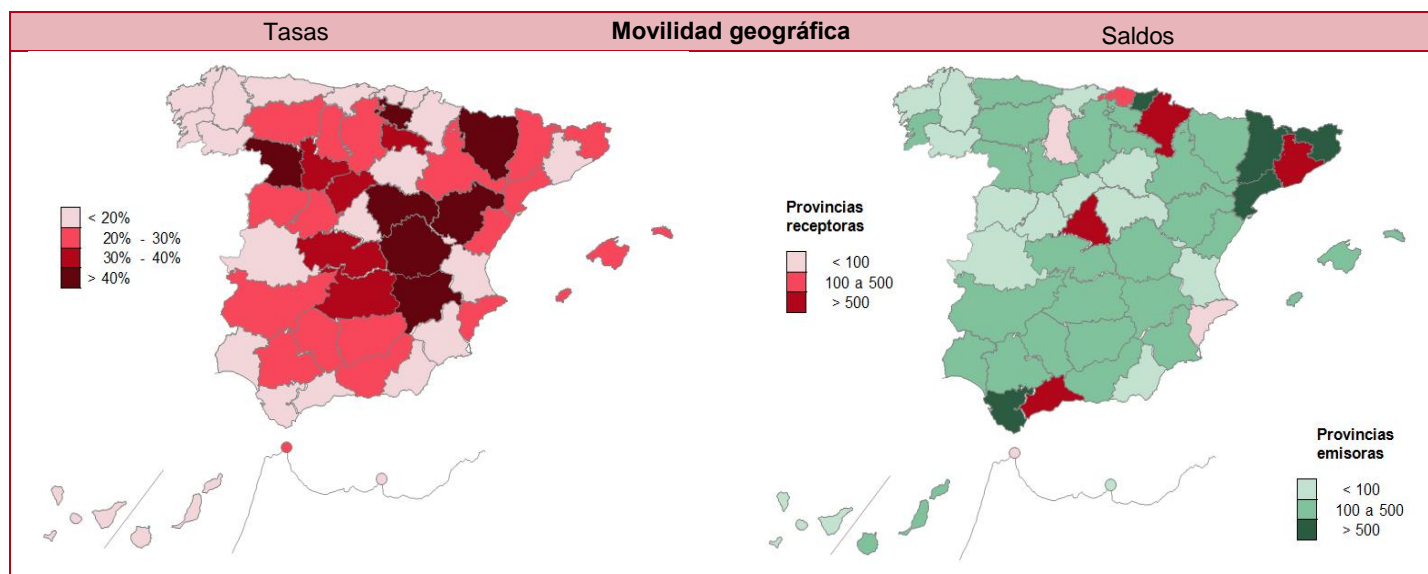 Tasas
Movilidad geográfica
Saldos
< 20%
20% - 30%
30% - 40%
> 40%
Provincias
receptoras
< 100
100 a 500
> 500
Provincias
emisoras
< 100
100 a 500
> 500